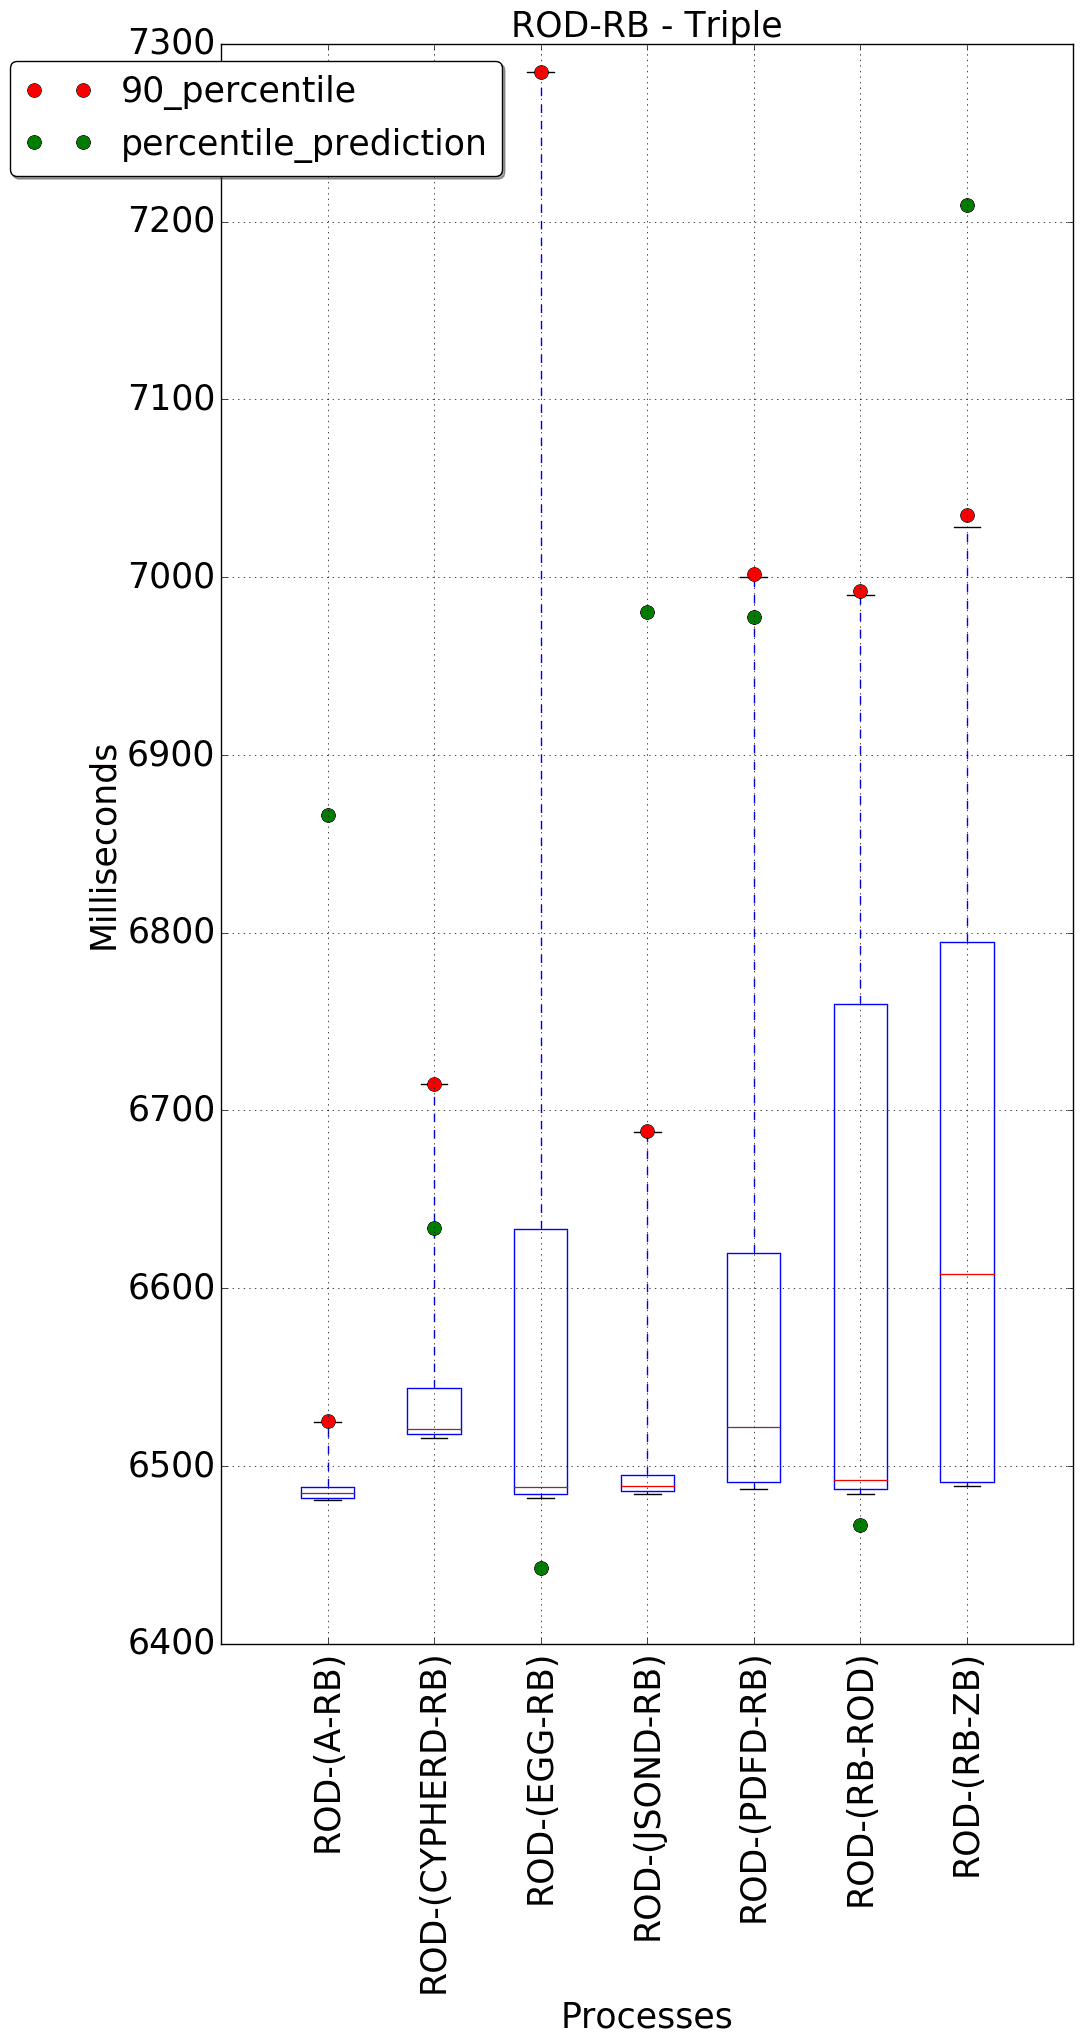 ROD-RB - Triple
90_percentile
percentile_prediction
7300
7200
7100
7000
6900
6800
6700
6600
6500
6400
Milliseconds
ROD-(A-RB)
ROD-(CYPHERD-RB)
ROD-(EGG-RB)
ROD-(JSOND-RB)
ROD-(PDFD-RB)
ROD-(RB-ROD)
ROD-(RB-ZB)
Processes